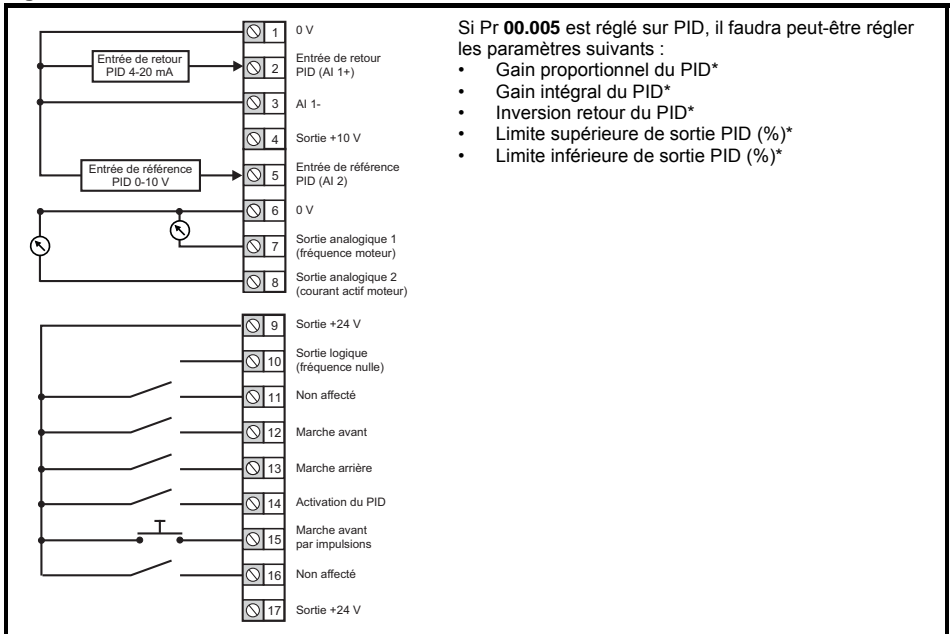 1 0 V
Entrée de retour
PID 4-20 mA
2 Entrée de retour
PID (AI 1+)
3 AI 1-
4 Sortie +10 V
Entrée de référence
PID 0-10 V
5 Entrée de référence
PID (AI 2)
6 0 V
7 Sortie analogique 1
(fréquence moteur)
8 Sortie analogique 2
(courant actif moteur)
9 Sortie +24 V
10 Sortie logique
(fréquence nulle)
11 Non affecté
12 Marche avant
13 Marche arrière
14 Activation du PID
15 Marche avant
par impulsions
16 Non affecté
17 Sortie +24 V
Si Pr 00.005 est réglé sur PID, il faudra peut-être régler
les paramètres suivants :
• Gain proportionnel du PID*
• Gain intégral du PID*
• Inversion retour du PID*
• Limite supérieure de sortie PID (%)*
• Limite inférieure de sortie PID (%)*